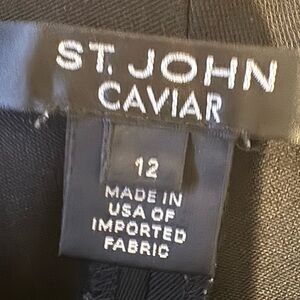 ST. JOHN
CAVIAR
12
MADE IN
USA OF
IMPORTED
FABRIC